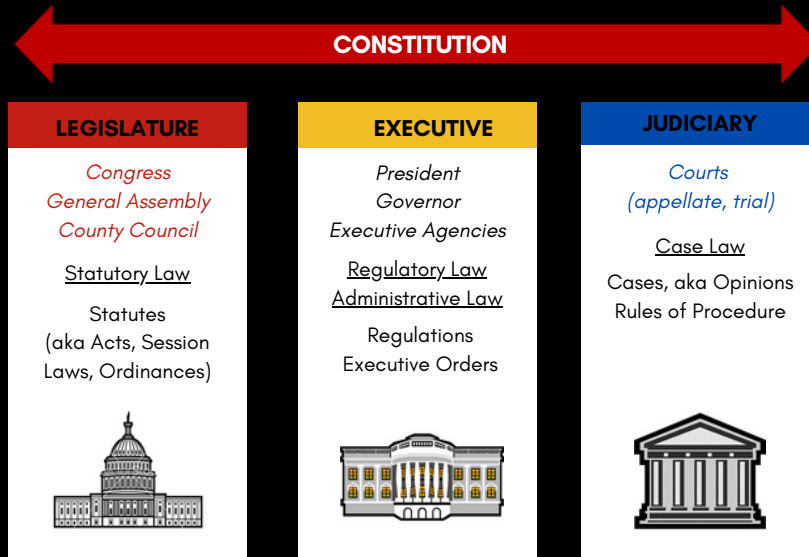 CONSTITUTION
LEGISLATURE
Congress
General Assembly
County Council
Statutory Law
Statutes
(aka Acts, Session
Laws, Ordinances)
EXECUTIVE
President
Governor
Executive Agencies
Regulatory Law
Administrative Law
Regulations
Executive Orders
JUDICIARY
Courts
(appellate, trial)
Case Law
Cases, aka Opinions
Rules of Procedure